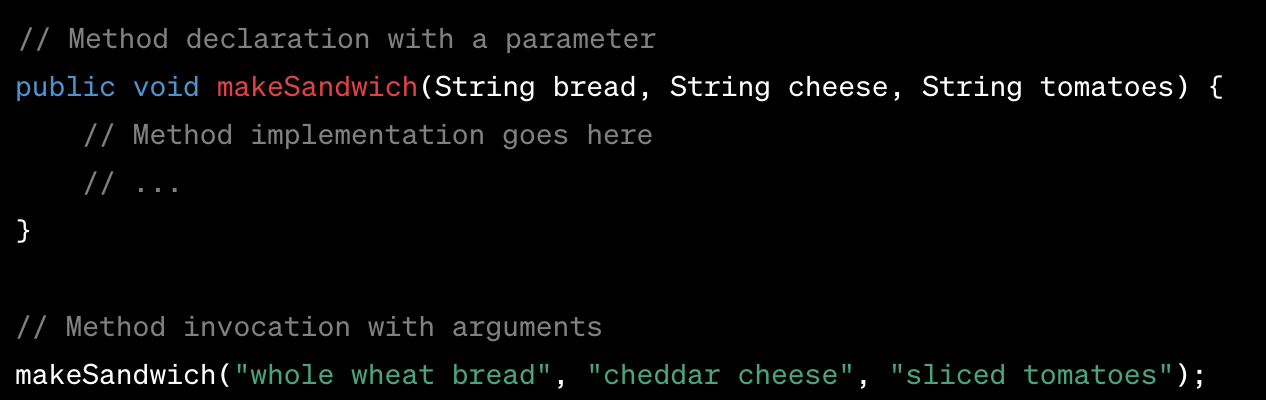 // Method declaration with a parameter
public void makeSandwich(String bread, String cheese, String tomatoes) {
    // Method implementation goes here
    // ...
}

// Method invocation with arguments
makeSandwich("whole wheat bread", "cheddar cheese", "sliced tomatoes");